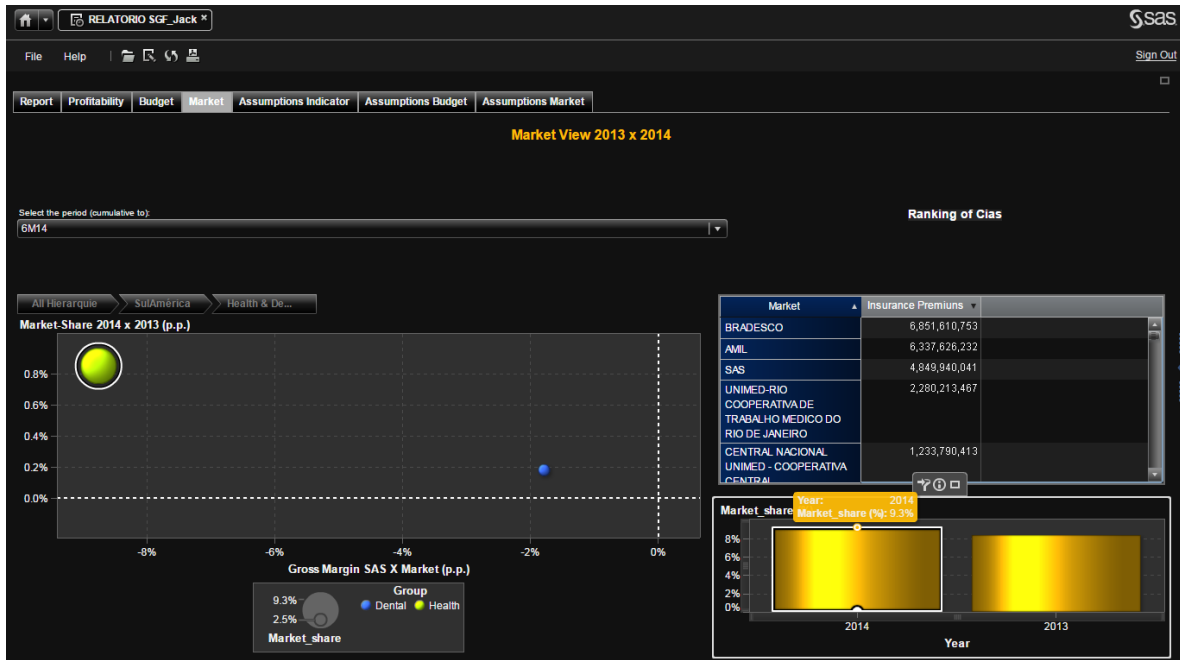 RELATORIO SGF_Jack ×
sas
File Help
Sign Out
Report Profitability Budget Market Assumptions Indicator Assumptions Budget Assumptions Market
Market View 2013 x 2014
Select the period (cumulative to):
6M14
Ranking of Cias
All Hierarquie SulAmérica Health & De...
Market-Share 2014 x 2013 (p.p.)
0.8%
0.6%
0.4%
0.2%
0.0%
-8% -6% -4% -2% 0%
Gross Margin SAS X Market (p.p.)
Group
9.3%
Dental Health
2.5%
Market_share
Market Insurance Premiuns
BRADESCO 6,851,610,753
AMIL 6,337,626,232
SAS 4,849,940,041
UNIMED-RIO 2,280,213,467
COOPERATIVA DE
TRABALHO MEDICO DO
RIO DE JANEIRO
CENTRAL NACIONAL 1,233,790,413
UNIMED - COOPERATIVA
CENTRAL
Year: 2014
Market_share
Market_share (%): 9.3%
8%
6%
4%
2%
0%
2014 2013
Year